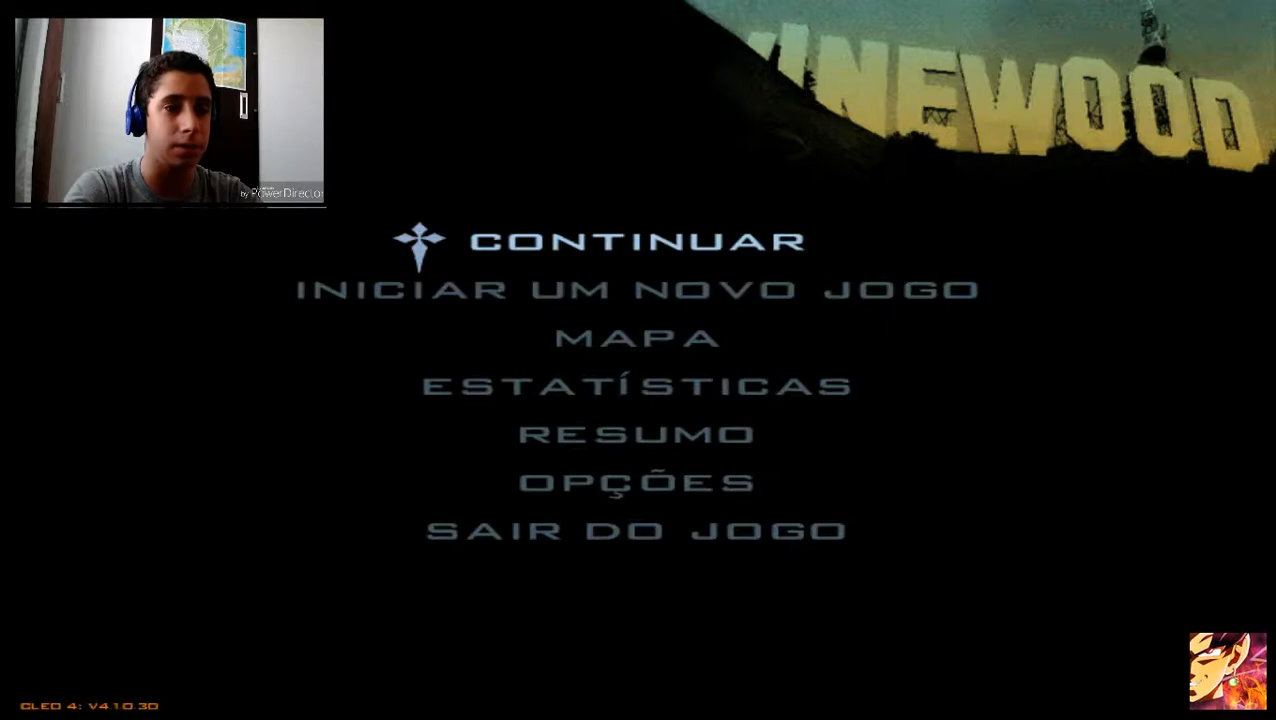 INEWOOD
by PowerDirector
CONTINUAR
INICIAR UM NOVO JOGO
MAPA
ESTATÍSTICAS
RESUMO
OPÇÕES
SAIR DO JOGO
CLEO 4: V4.1.0.30